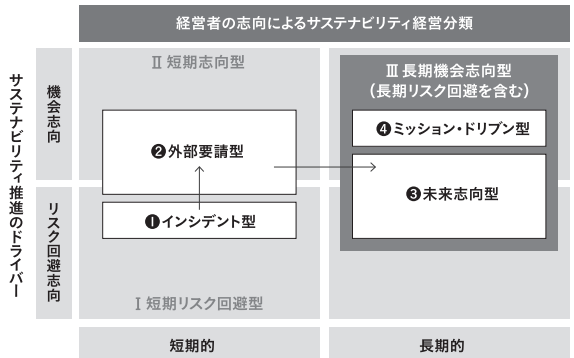 経営者の志向によるサステナビリティ経営分類
サステナビリティ推進のドライバー
機会志向
リスク回避志向
Ⅱ 短期志向型
❷外部要請型
❶インシデント型
Ⅰ 短期リスク回避型
Ⅲ 長期機会志向型
（長期リスク回避を含む）
❹ミッション・ドリブン型
❸未来志向型
短期的
長期的